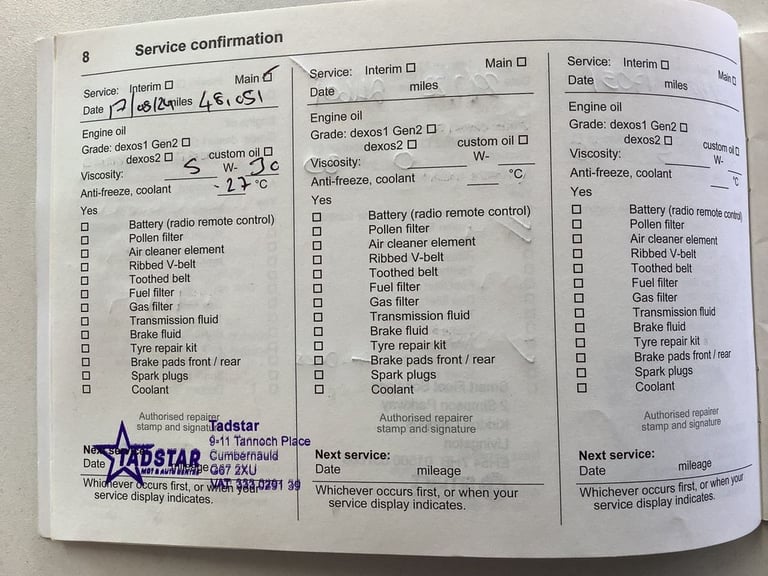 8 Service confirmation
Service: Interim ☐ Main ☑
Date 17/08/24 miles 48,051
Engine oil
Grade: dexos1 Gen2 ☐
dexos2 ☐ custom oil ☐
Viscosity: 5 W- 30
Anti-freeze, coolant -27 °C
Yes
☐ Battery (radio remote control)
☐ Pollen filter
☐ Air cleaner element
☐ Ribbed V-belt
☐ Toothed belt
☐ Fuel filter
☐ Gas filter
☐ Transmission fluid
☐ Brake fluid
☐ Tyre repair kit
☐ Brake pads front / rear
☐ Spark plugs
☐ Coolant
Authorised repairer
stamp and signature
TADSTAR
MOT & AUTO CENTRE
Tadstar
9-11 Tannoch Place
Cumbernauld
G67 2XU
VAT 333 0291 39
Next service:
Date mileage
Whichever occurs first, or when your
service display indicates.
Service: Interim ☐ Main ☐
Date miles
Engine oil
Grade: dexos1 Gen2 ☐
dexos2 ☐ custom oil ☐
Viscosity: W-
Anti-freeze, coolant °C
Yes
☐ Battery (radio remote control)
☐ Pollen filter
☐ Air cleaner element
☐ Ribbed V-belt
☐ Toothed belt
☐ Fuel filter
☐ Gas filter
☐ Transmission fluid
☐ Brake fluid
☐ Tyre repair kit
☐ Brake pads front / rear
☐ Spark plugs
☐ Coolant
Authorised repairer
stamp and signature
Next service:
Date mileage
Whichever occurs first, or when your
service display indicates.
Service: Interim ☐ Main ☐
Date miles
Engine oil
Grade: dexos1 Gen2 ☐
dexos2 ☐ custom oil ☐
Viscosity: W-
Anti-freeze, coolant °C
Yes
☐ Battery (radio remote control)
☐ Pollen filter
☐ Air cleaner element
☐ Ribbed V-belt
☐ Toothed belt
☐ Fuel filter
☐ Gas filter
☐ Transmission fluid
☐ Brake fluid
☐ Tyre repair kit
☐ Brake pads front / rear
☐ Spark plugs
☐ Coolant
Authorised repairer
stamp and signature
Next service:
Date mileage
Whichever occurs first, or when your
service display indicates.